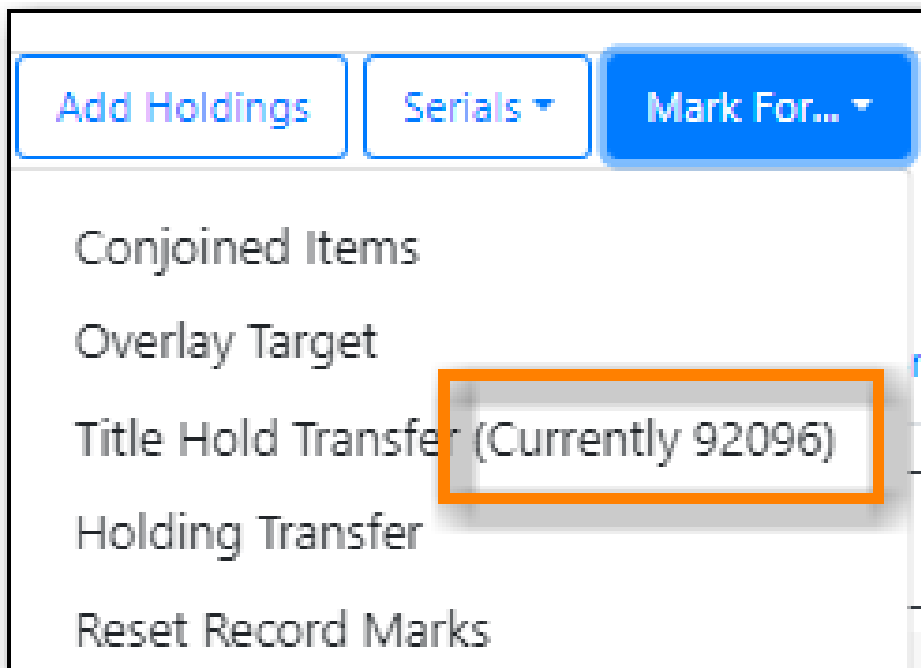 Add Holdings Serials Mark For...
Conjoined Items
Overlay Target
Title Hold Transfer (Currently 92096)
Holding Transfer
Reset Record Marks